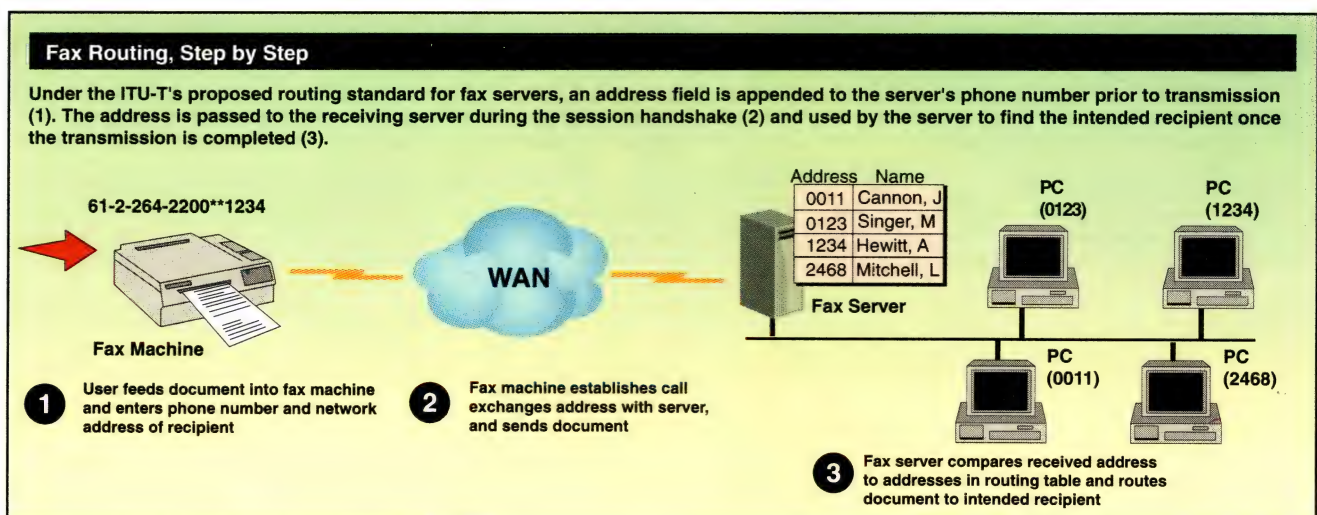 Fax Routing, Step by Step
Under the ITU-T's proposed routing standard for fax servers, an address field is appended to the server's phone number prior to transmission
(1). The address is passed to the receiving server during the session handshake (2) and used by the server to find the intended recipient once
the transmission is completed (3).
61-2-264-2200**1234
Fax Machine
1
User feeds document into fax machine
and enters phone number and network
address of recipient
WAN
2
Fax machine establishes call
exchanges address with server,
and sends document
Address Name
0011 Cannon, J
0123 Singer, M
1234 Hewitt, A
2468 Mitchell, L
Fax Server
PC
(0123)
PC
(1234)
PC
(0011)
PC
(2468)
3
Fax server compares received address
to addresses in routing table and routes
document to intended recipient